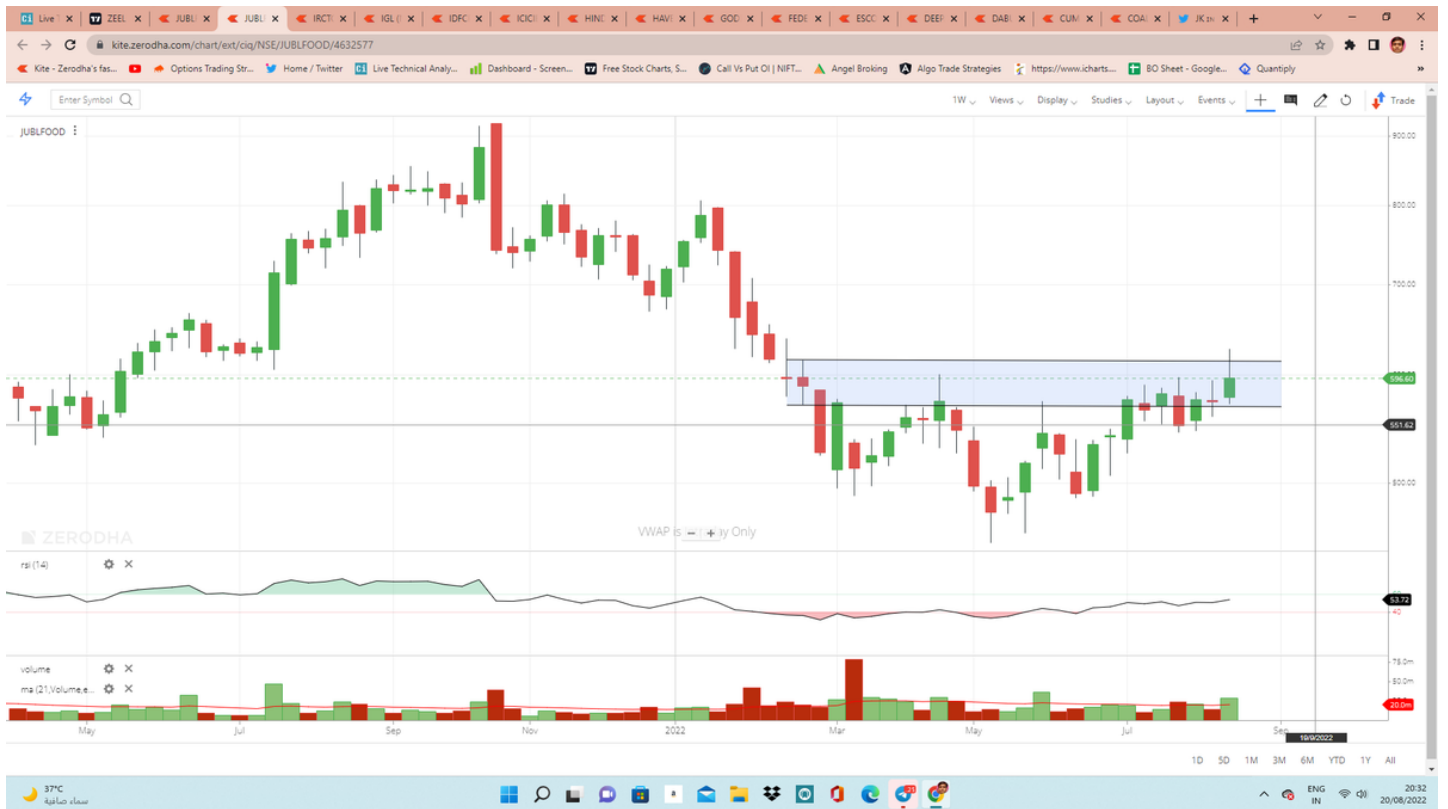 Live T
ZEEL
JUBL
JUBL
IRCT
IGL (
IDFC
ICICI
HIND
HAVI
GOD
FEDE
ESCO
DEEP
DABU
CUM
COAL
kite.zerodha.com/chart/ext/ciq/NSE/JUBLFOOD/4632577
Kite - Zerodha's fas...
Options Trading Str...
Home / Twitter
Live Technical Analy...
Dashboard - Screen...
Free Stock Charts, S...
Call Vs Put OI | NIFT...
Angel Broking
Algo Trade Strategies
https://www.icharts....
BO Sheet - Google...
Quantiply
»
Enter Symbol
1W
Views
Display
Studies
Layout
Events
Trade
JUBLFOOD
900.00
800.00
700.00
596.60
551.62
500.00
ZERODHA
VWAP is
y Only
rsi (14)
53.72
40
volume
75.0m
ma (21,Volume,e...
50.0m
20.0m
May
Jul
Sep
Nov
2022
Mar
May
Jul
Sep
19/9/2022
1D 5D 1M 3M 6M YTD 1Y All
37°C
سماء صافية
21
ENG
IN
20:32
20/08/2022